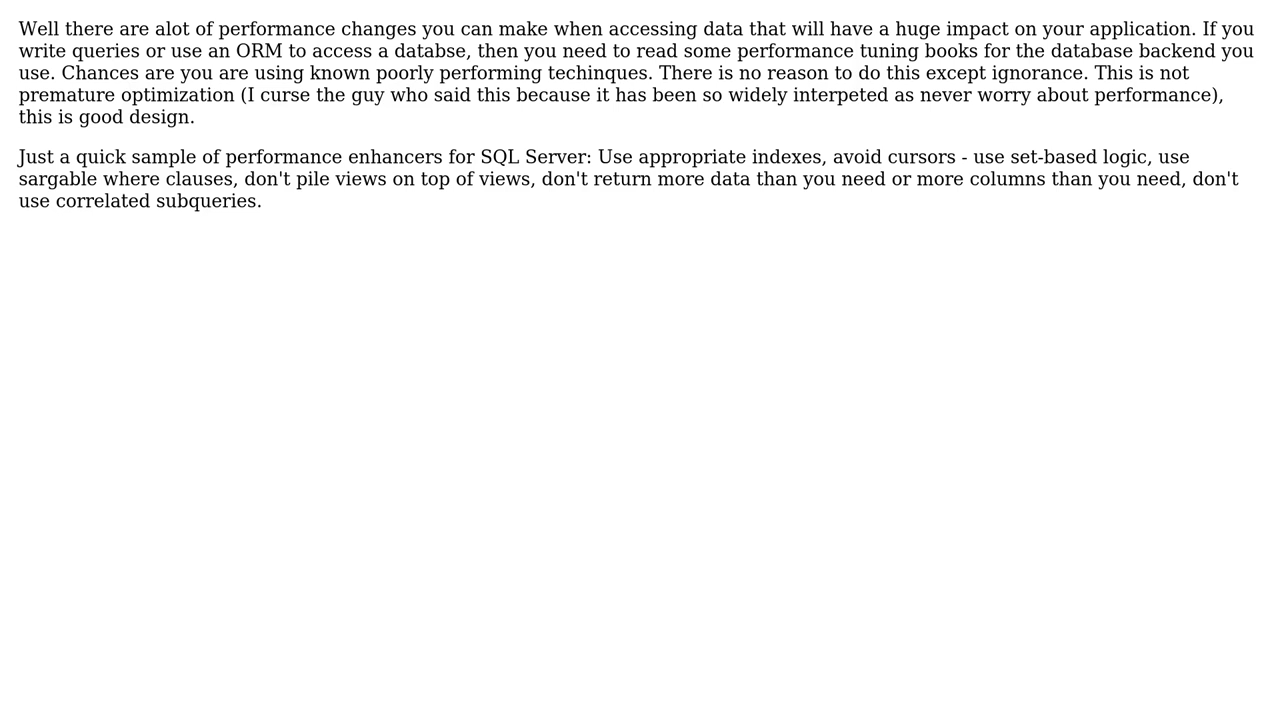 Well there are alot of performance changes you can make when accessing data that will have a huge impact on your application. If you
write queries or use an ORM to access a databse, then you need to read some performance tuning books for the database backend you
use. Chances are you are using known poorly performing techinques. There is no reason to do this except ignorance. This is not
premature optimization (I curse the guy who said this because it has been so widely interpeted as never worry about performance),
this is good design.
Just a quick sample of performance enhancers for SQL Server: Use appropriate indexes, avoid cursors - use set-based logic, use
sargable where clauses, don't pile views on top of views, don't return more data than you need or more columns than you need, don't
use correlated subqueries.